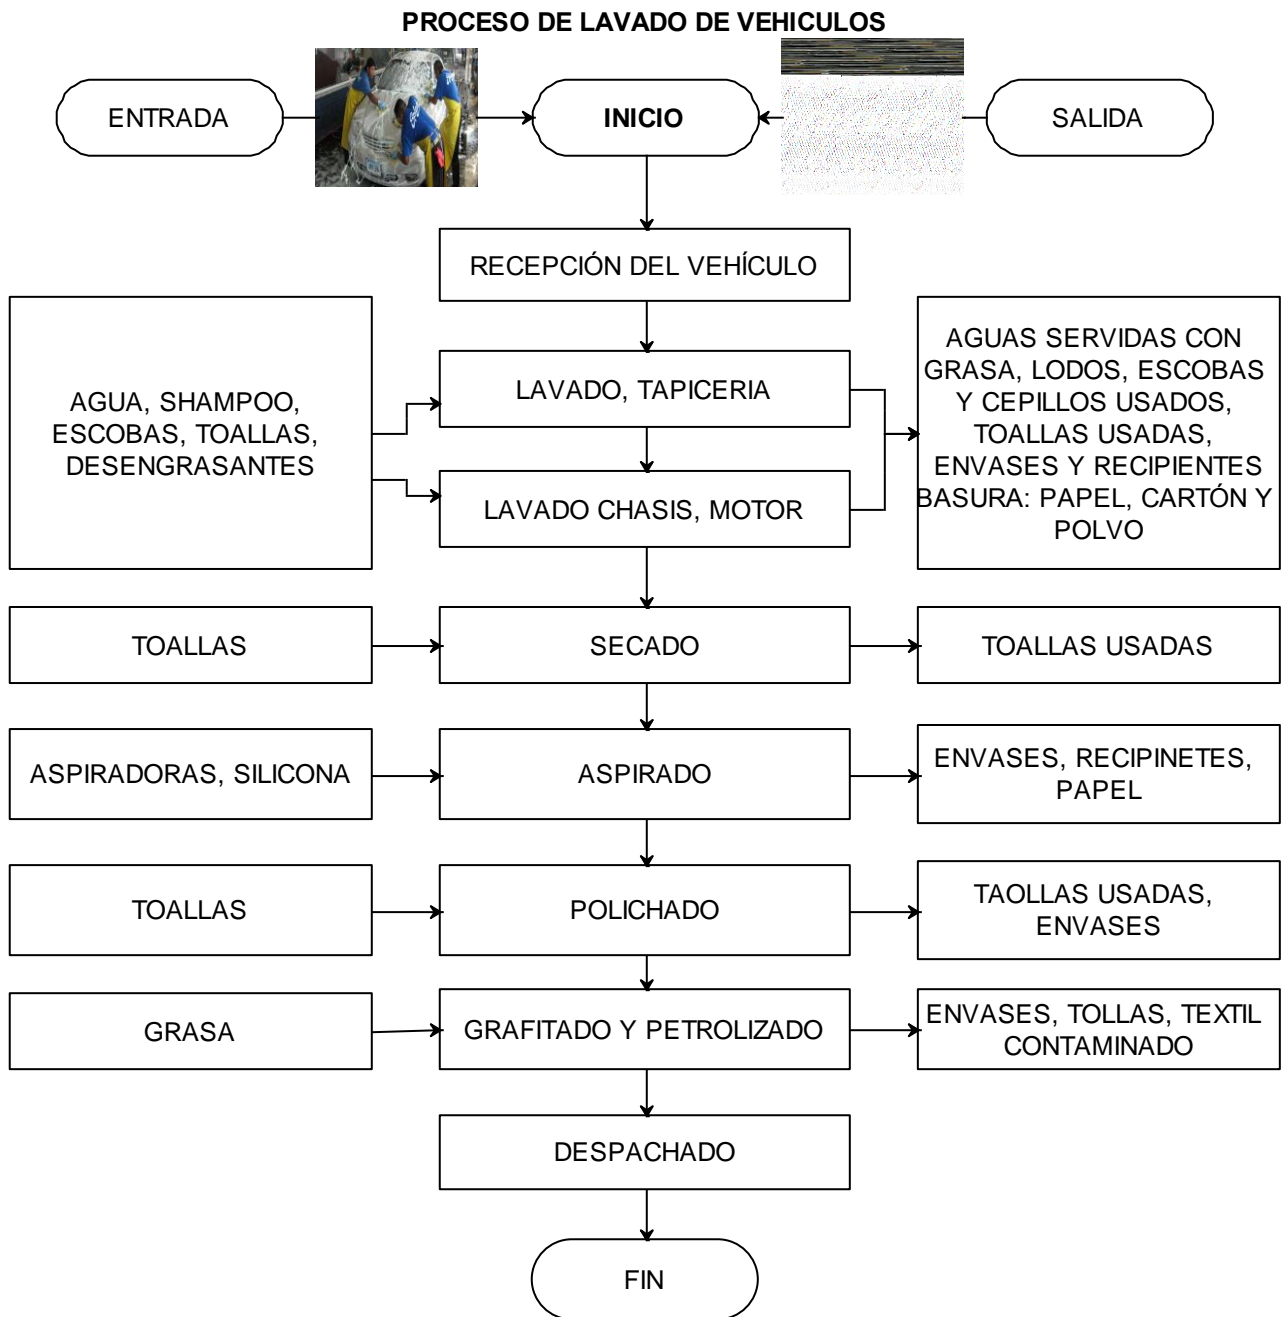 PROCESO DE LAVADO DE VEHICULOS
ENTRADA
INICIO
SALIDA
RECEPCIÓN DEL VEHÍCULO
AGUA, SHAMPOO,
ESCOBAS, TOALLAS,
DESENGRASANTES
LAVADO, TAPICERIA
LAVADO CHASIS, MOTOR
AGUAS SERVIDAS CON
GRASA, LODOS, ESCOBAS
Y CEPILLOS USADOS,
TOALLAS USADAS,
ENVASES Y RECIPIENTES
BASURA: PAPEL, CARTÓN Y
POLVO
TOALLAS
SECADO
TOALLAS USADAS
ASPIRADORAS, SILICONA
ASPIRADO
ENVASES, RECIPINETES,
PAPEL
TOALLAS
POLICHADO
TAOLLAS USADAS,
ENVASES
GRASA
GRAFITADO Y PETROLIZADO
ENVASES, TOLLAS, TEXTIL
CONTAMINADO
DESPACHADO
FIN